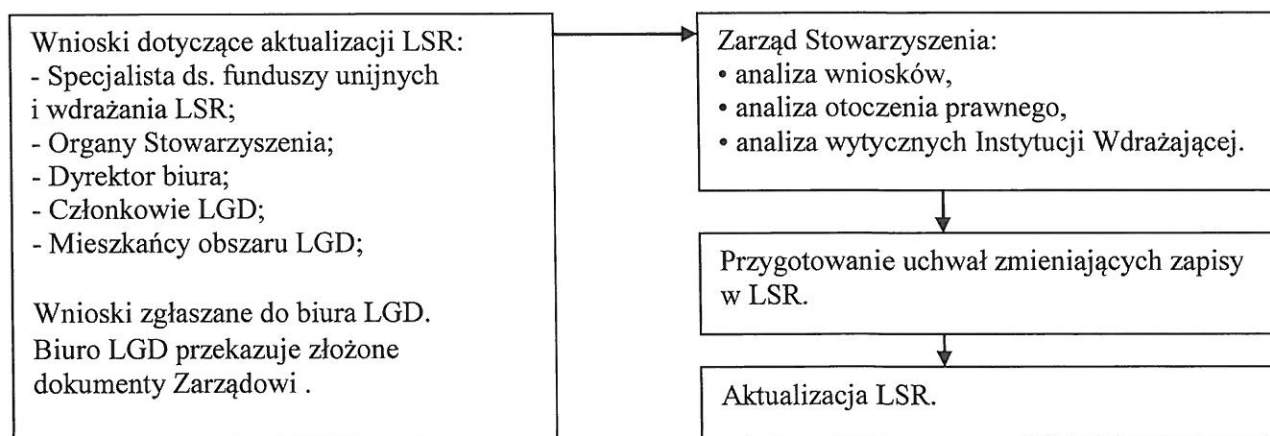 Wnioski dotyczące aktualizacji LSR:
- Specjalista ds. funduszy unijnych
i wdrażania LSR;
- Organy Stowarzyszenia;
- Dyrektor biura;
- Członkowie LGD;
- Mieszkańcy obszaru LGD;
Wnioski zgłaszane do biura LGD.
Biuro LGD przekazuje złożone
dokumenty Zarządowi .
Zarząd Stowarzyszenia:
• analiza wniosków,
• analiza otoczenia prawnego,
• analiza wytycznych Instytucji Wdrażającej.
Przygotowanie uchwał zmieniających zapisy
w LSR.
Aktualizacja LSR.